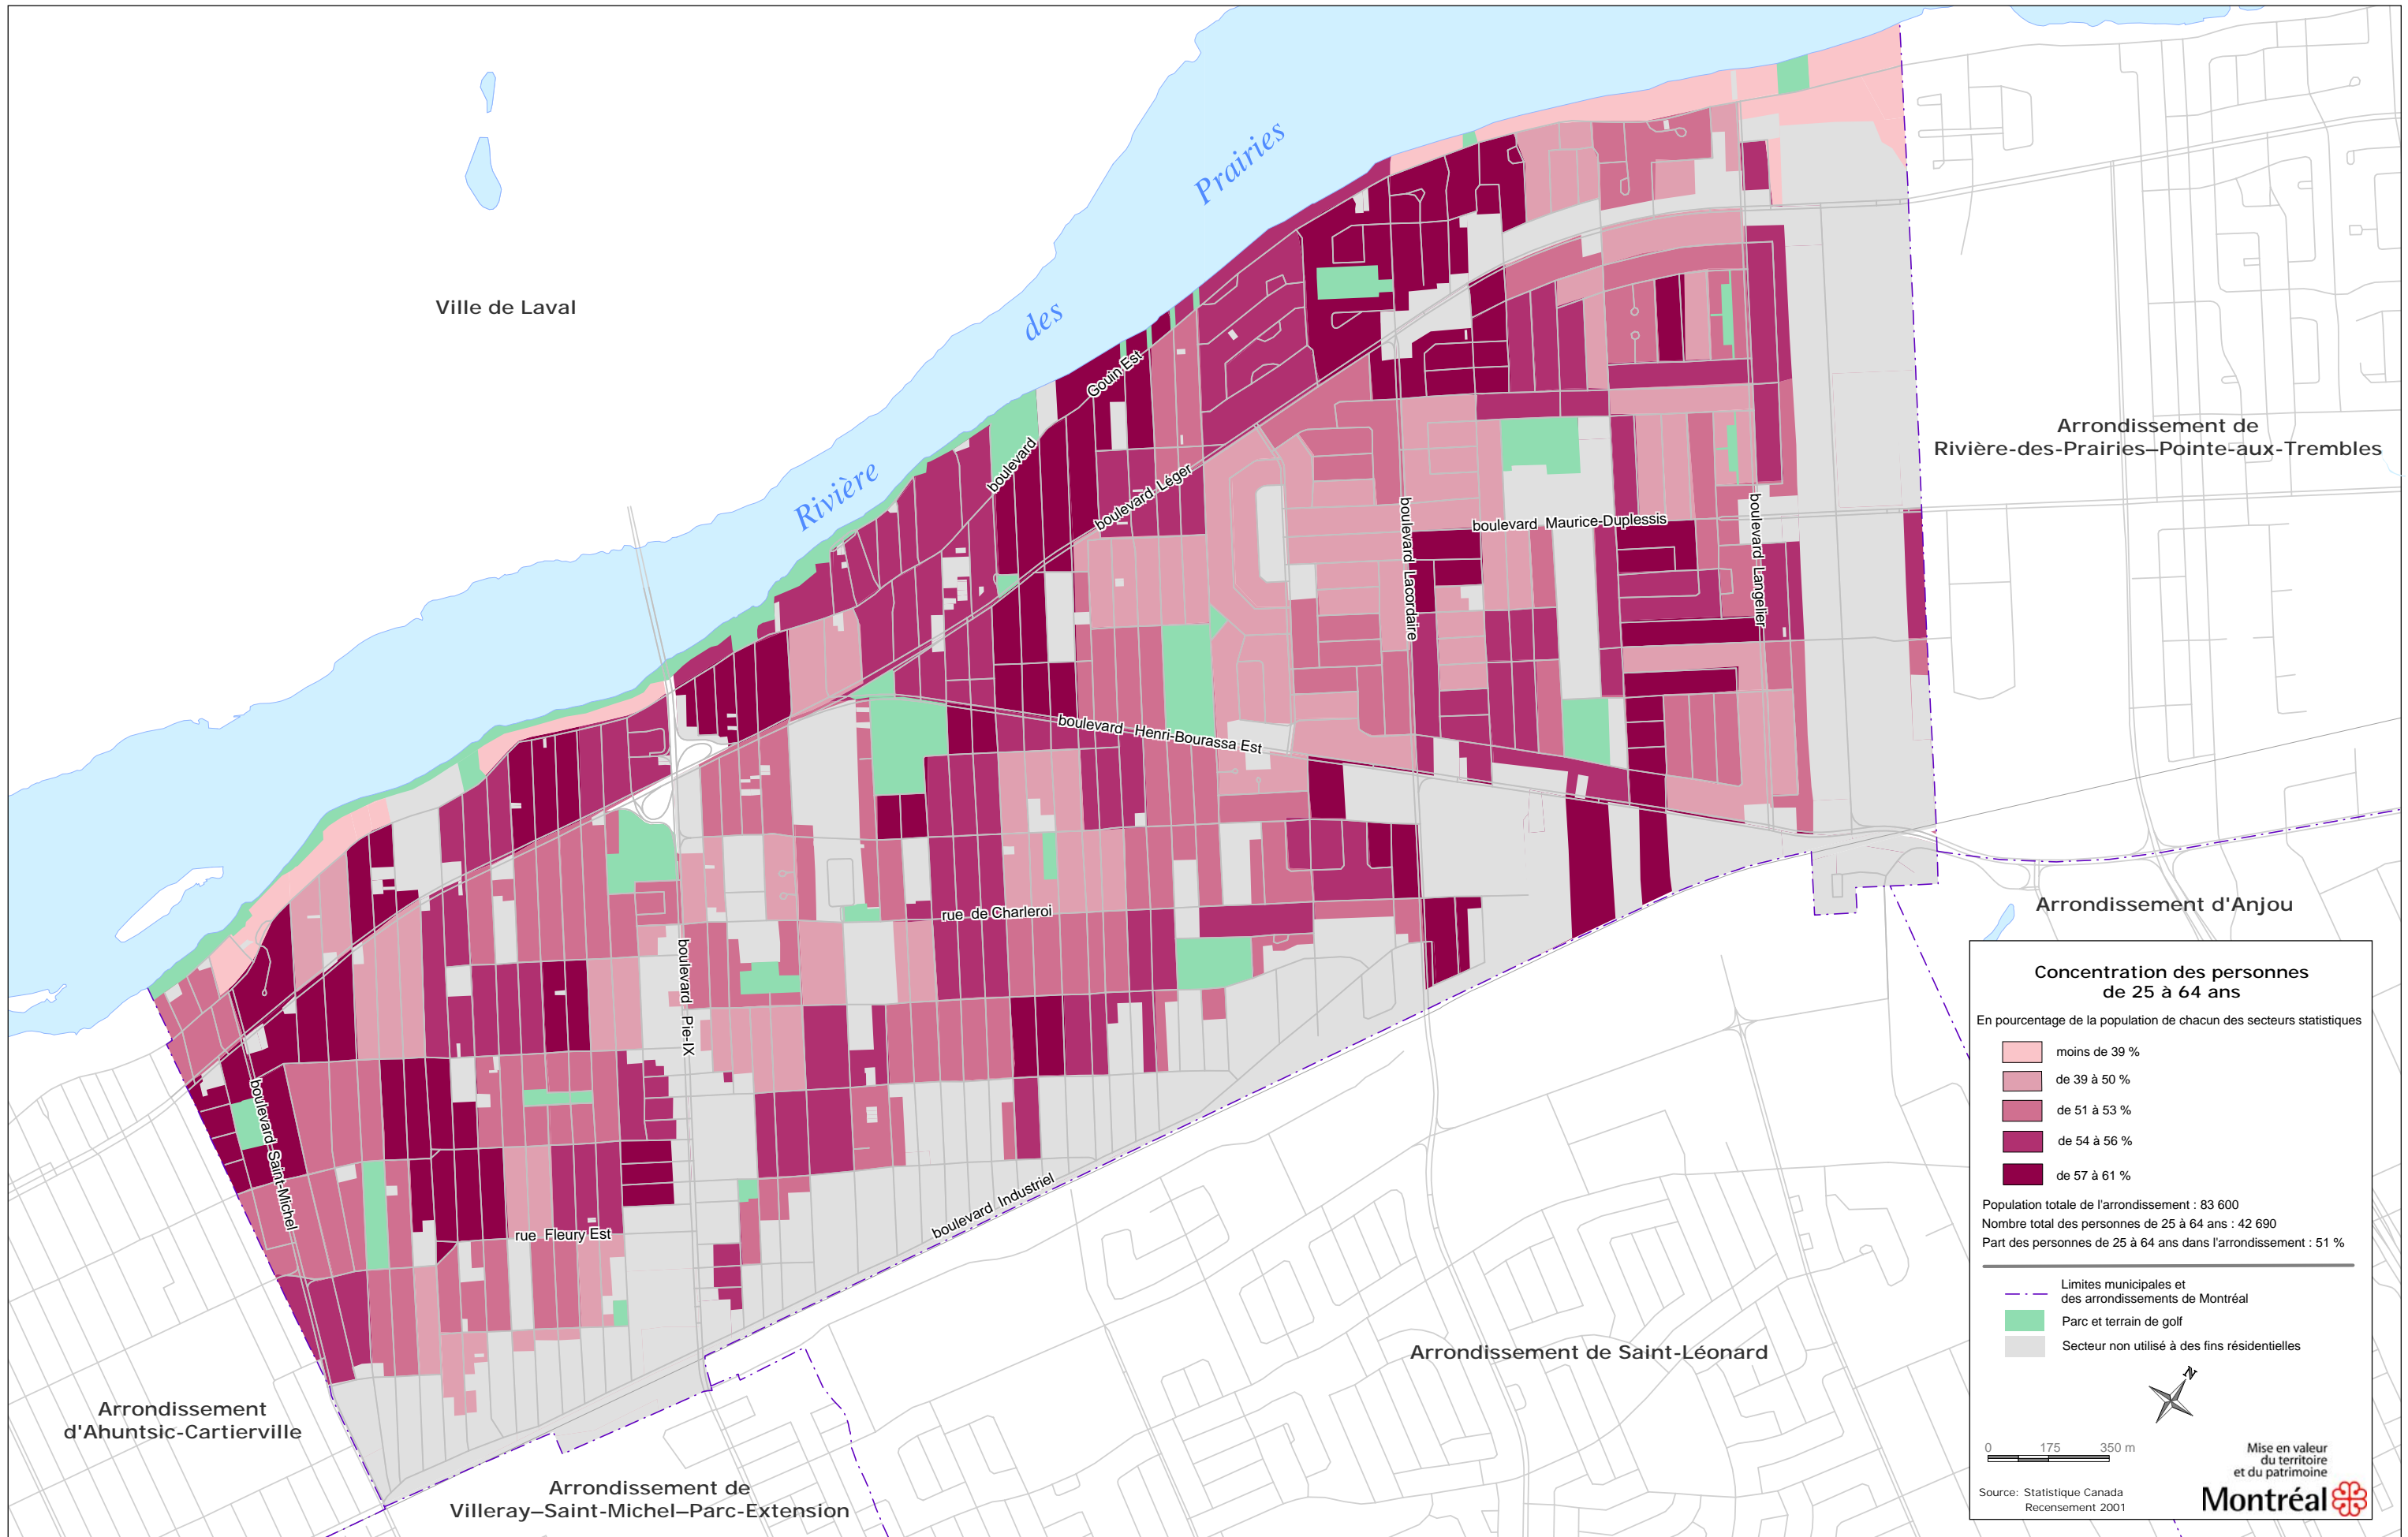 Ville de Laval
Rivière
des
Prairies
Gouin Est
boulevard
boulevard Léger
boulevard Lacordaire
boulevard Maurice-Duplessis
boulevard Langelier
Arrondissement de
Rivière-des-Prairies–Pointe-aux-Trembles
boulevard Henri-Bourassa Est
rue de Charleroi
boulevard Pie-IX
boulevard Saint-Michel
rue Fleury Est
boulevard Industriel
Arrondissement d'Anjou
Arrondissement de Saint-Léonard
Arrondissement
d'Ahuntsic-Cartierville
Arrondissement de
Villeray–Saint-Michel–Parc-Extension
Concentration des personnes
de 25 à 64 ans
En pourcentage de la population de chacun des secteurs statistiques
moins de 39 %
de 39 à 50 %
de 51 à 53 %
de 54 à 56 %
de 57 à 61 %
Population totale de l'arrondissement : 83 600
Nombre total des personnes de 25 à 64 ans : 42 690
Part des personnes de 25 à 64 ans dans l'arrondissement : 51 %
Limites municipales et
des arrondissements de Montréal
Parc et terrain de golf
Secteur non utilisé à des fins résidentielles
N
0 175 350 m
Mise en valeur
du territoire
et du patrimoine
Source: Statistique Canada
Recensement 2001
Montréal